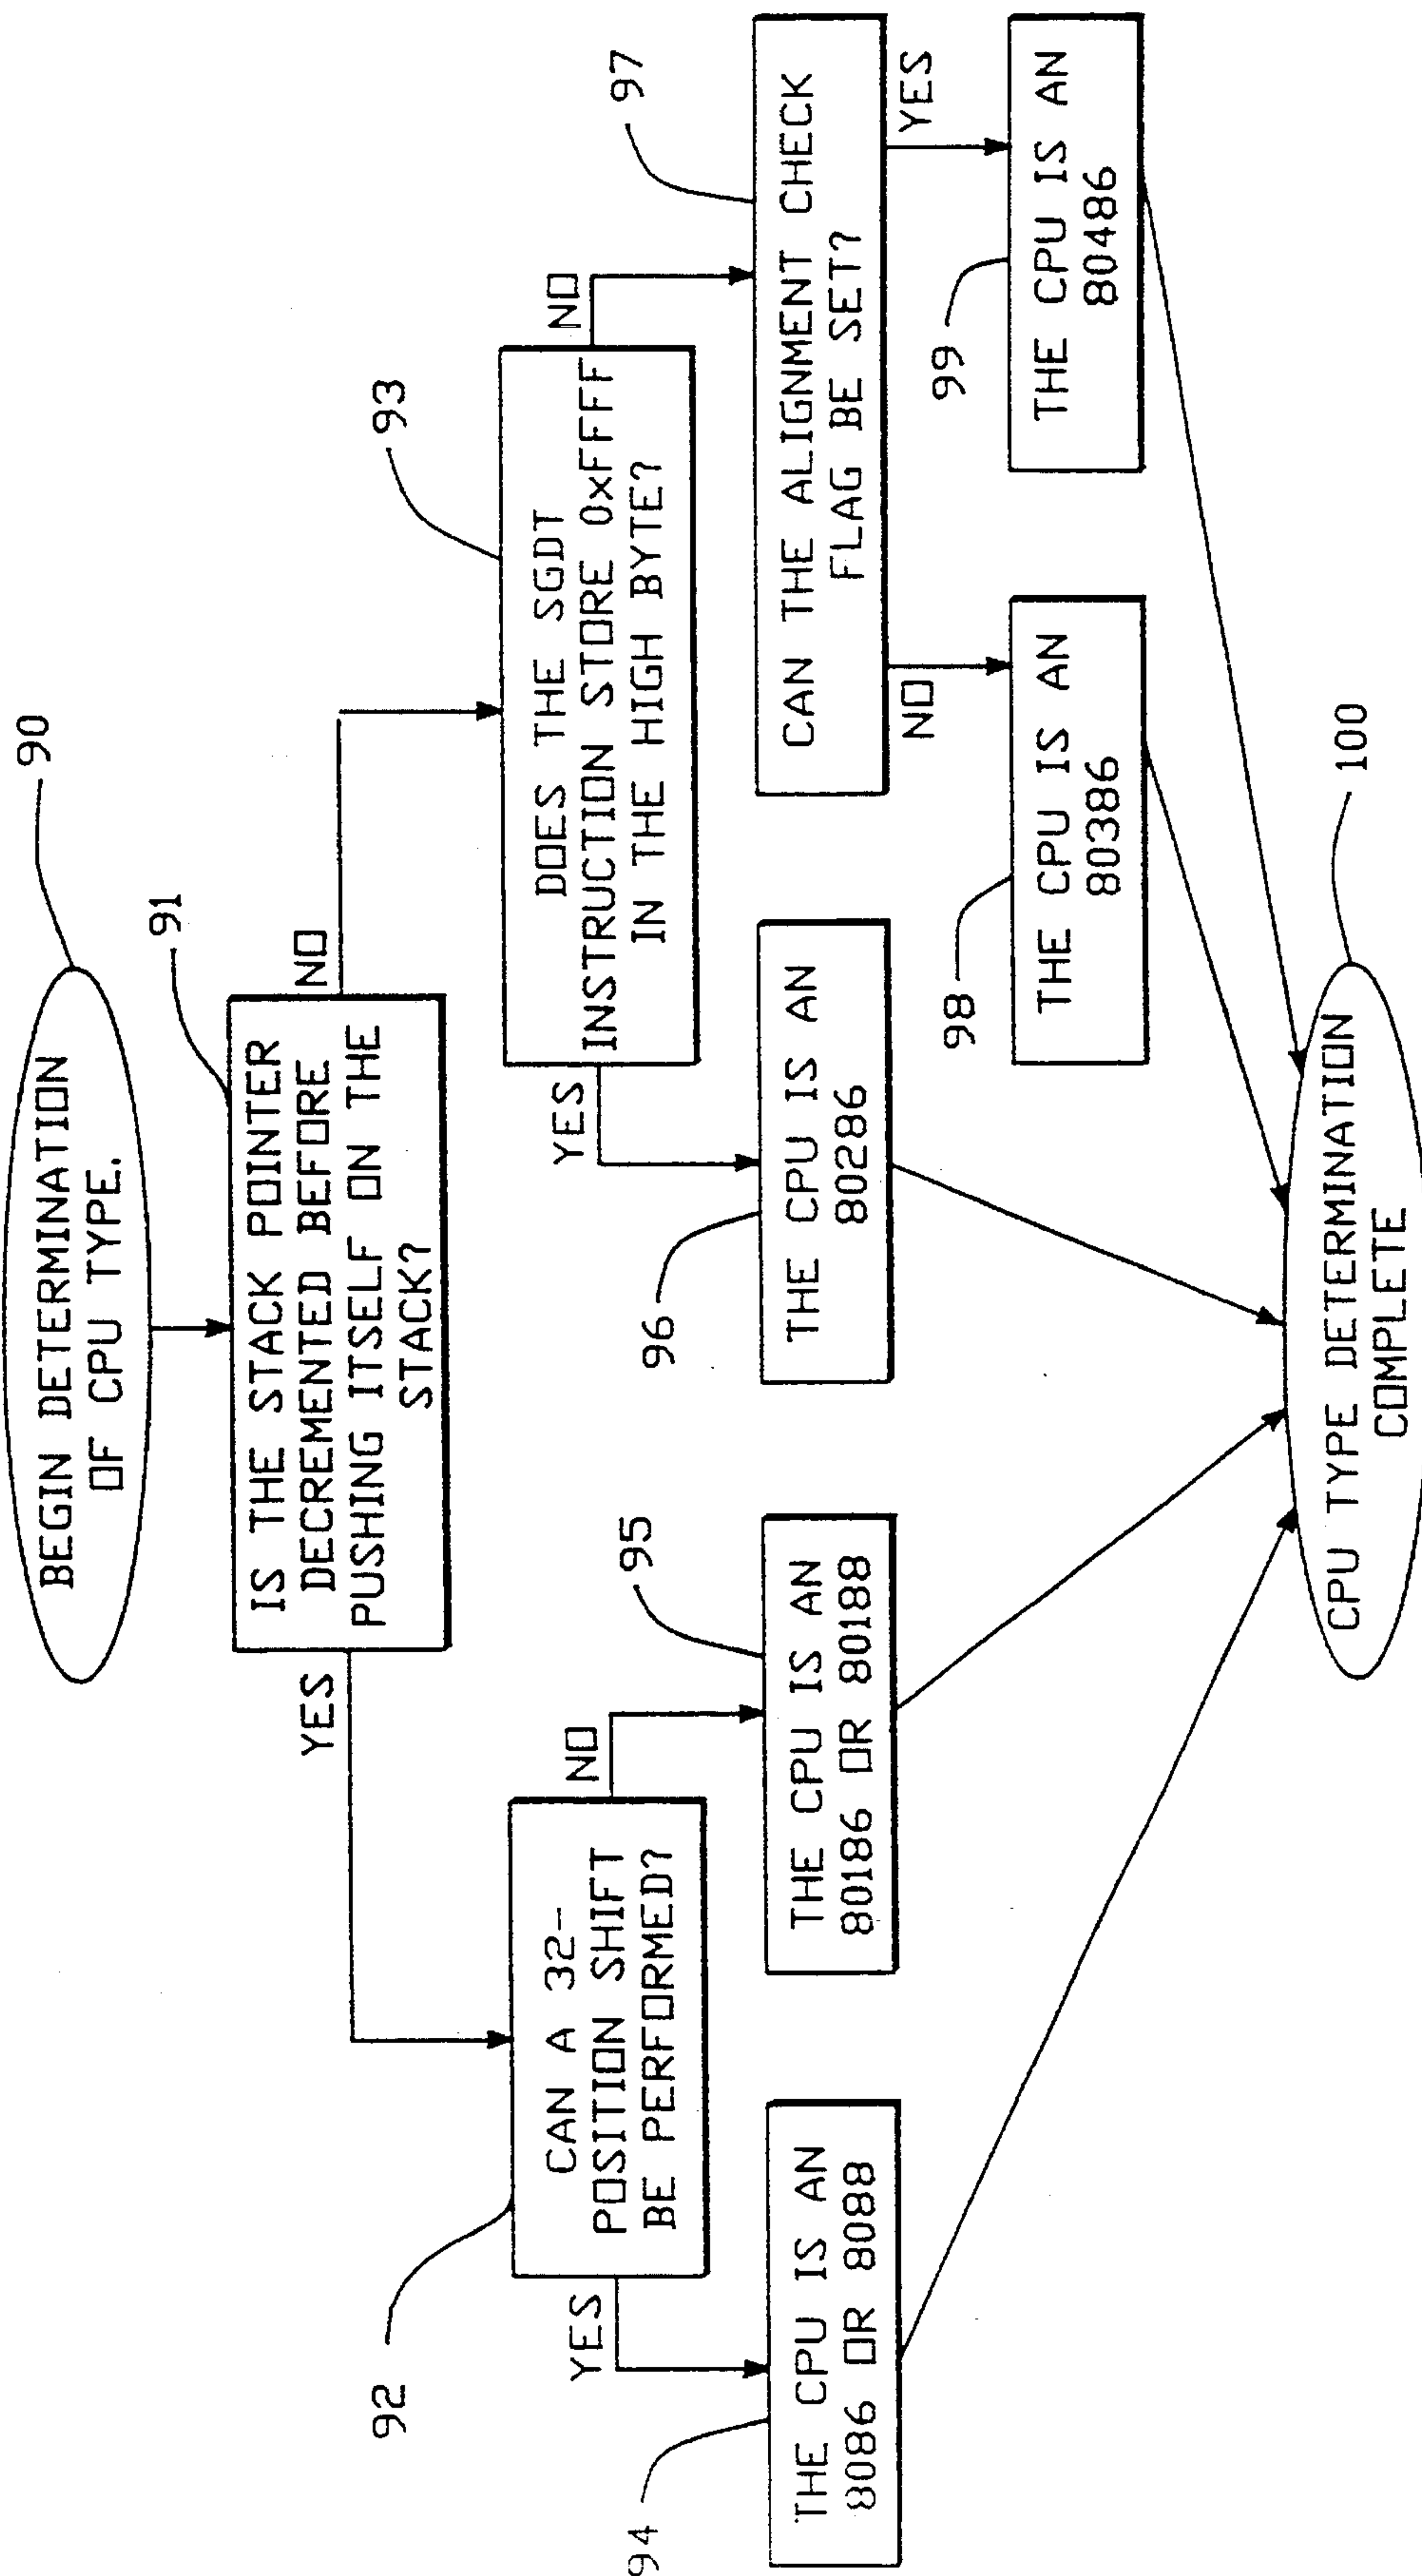 90
BEGIN DETERMINATION
OF CPU TYPE.
91
IS THE STACK POINTER
DECREMENTED BEFORE
PUSHING ITSELF ON THE
STACK?
YES
NO
92
CAN A 32-
POSITION SHIFT
BE PERFORMED?
93
DOES THE SGDT
INSTRUCTION STORE 0xFFFF
IN THE HIGH BYTE?
YES
NO
YES
NO
94
THE CPU IS AN
8086 OR 8088
95
THE CPU IS AN
80186 OR 80188
96
THE CPU IS AN
80286
97
CAN THE ALIGNMENT CHECK
FLAG BE SET?
NO
YES
98
THE CPU IS AN
80386
99
THE CPU IS AN
80486
100
CPU TYPE DETERMINATION
COMPLETE